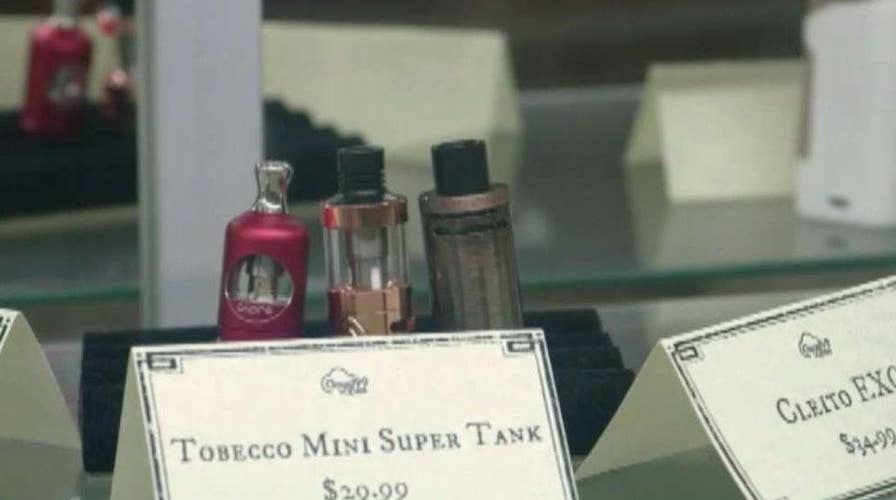 TOBECCO MINI SUPER TANK
$29.99
CLEITO EXO
$34.99